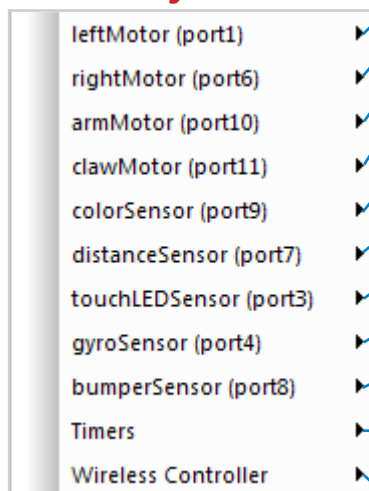 leftMotor (port1)
rightMotor (port6)
armMotor (port10)
clawMotor (port11)
colorSensor (port9)
distanceSensor (port7)
touchLEDSensor (port3)
gyroSensor (port4)
bumperSensor (port8)
Timers
Wireless Controller